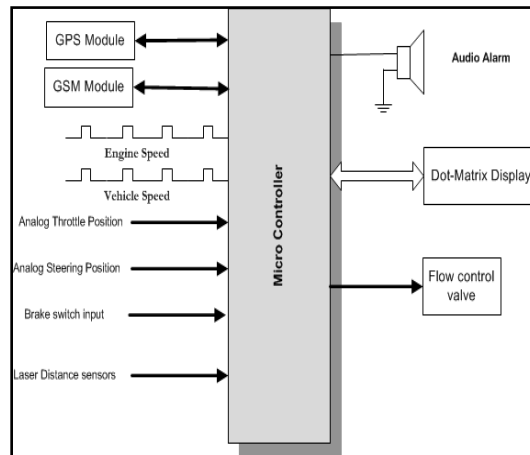 GPS Module
GSM Module
Engine Speed
Vehicle Speed
Analog Throttle Position
Analog Steering Position
Brake switch input
Laser Distance sensors
Micro Controller
Audio Alarm
Dot-Matrix Display
Flow control
valve